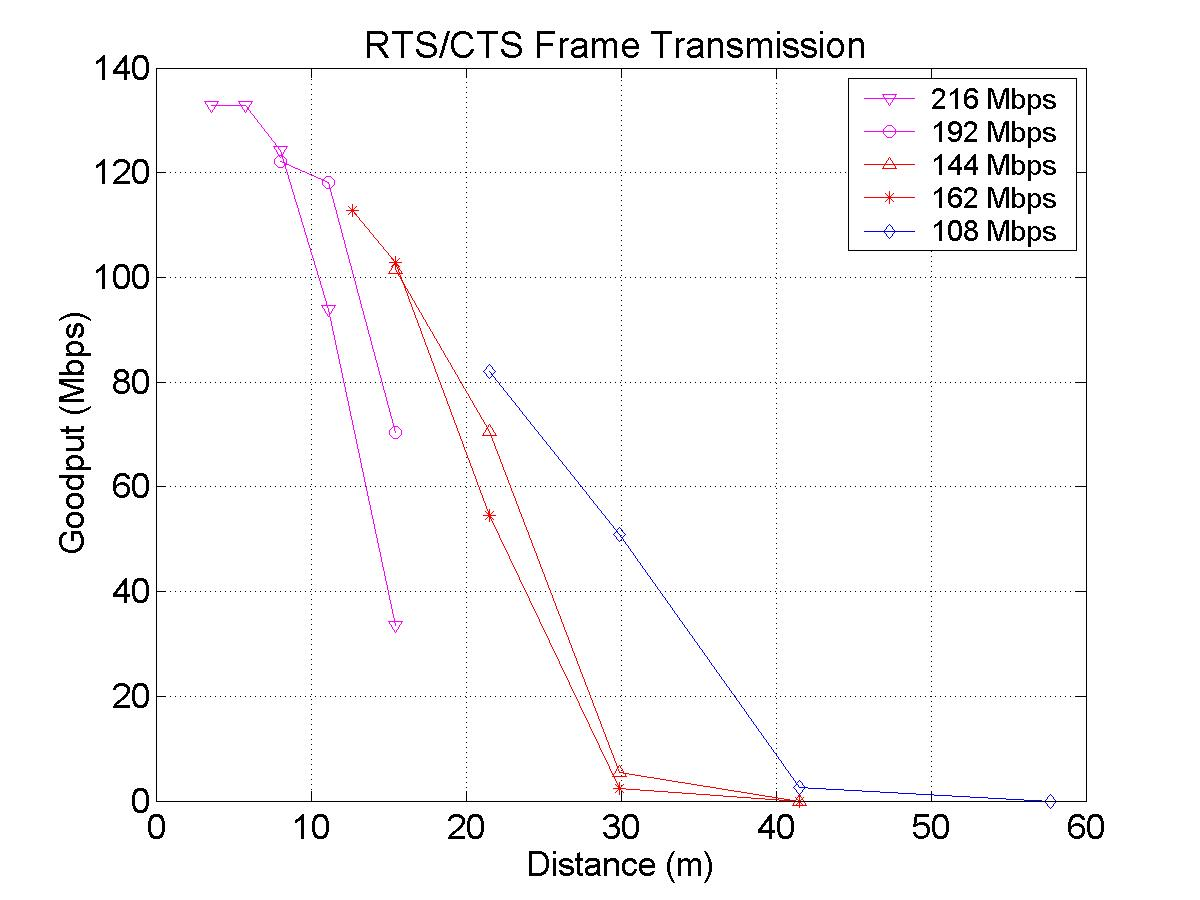 RTS/CTS Frame Transmission
140
120
100
80
60
40
20
0
Goodput (Mbps)
216 Mbps
192 Mbps
144 Mbps
162 Mbps
108 Mbps
0 10 20 30 40 50 60
Distance (m)